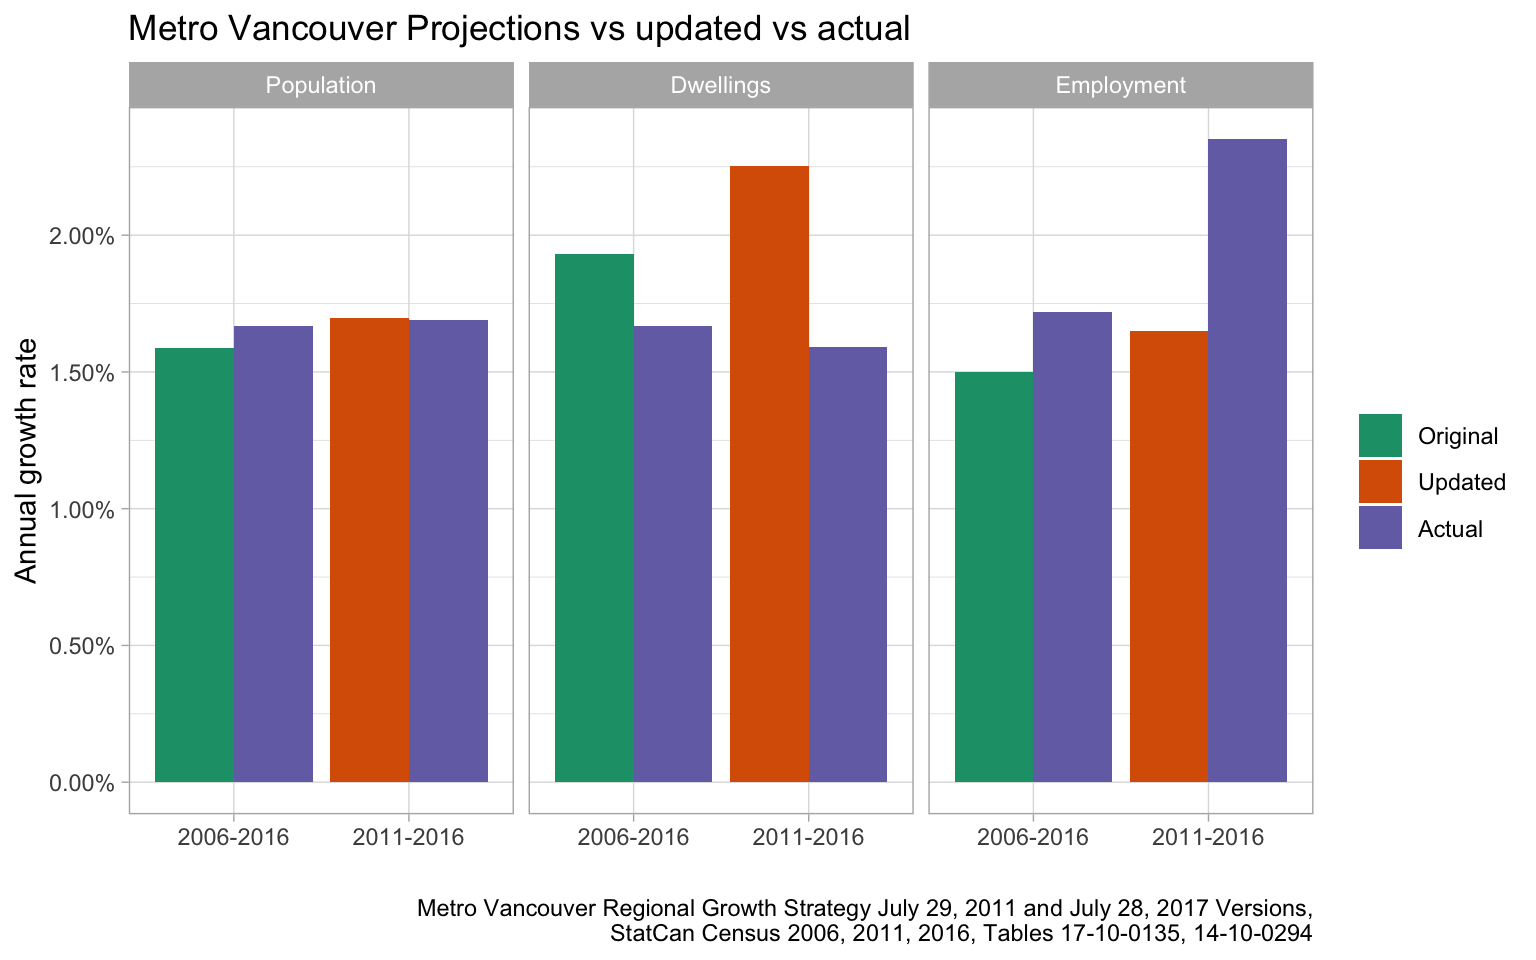 Metro Vancouver Projections vs updated vs actual
Population
Dwellings
Employment
Annual growth rate
2.00%
1.50%
1.00%
0.50%
0.00%
2006-2016
2011-2016
2006-2016
2011-2016
2006-2016
2011-2016
Original
Updated
Actual
Metro Vancouver Regional Growth Strategy July 29, 2011 and July 28, 2017 Versions,
StatCan Census 2006, 2011, 2016, Tables 17-10-0135, 14-10-0294